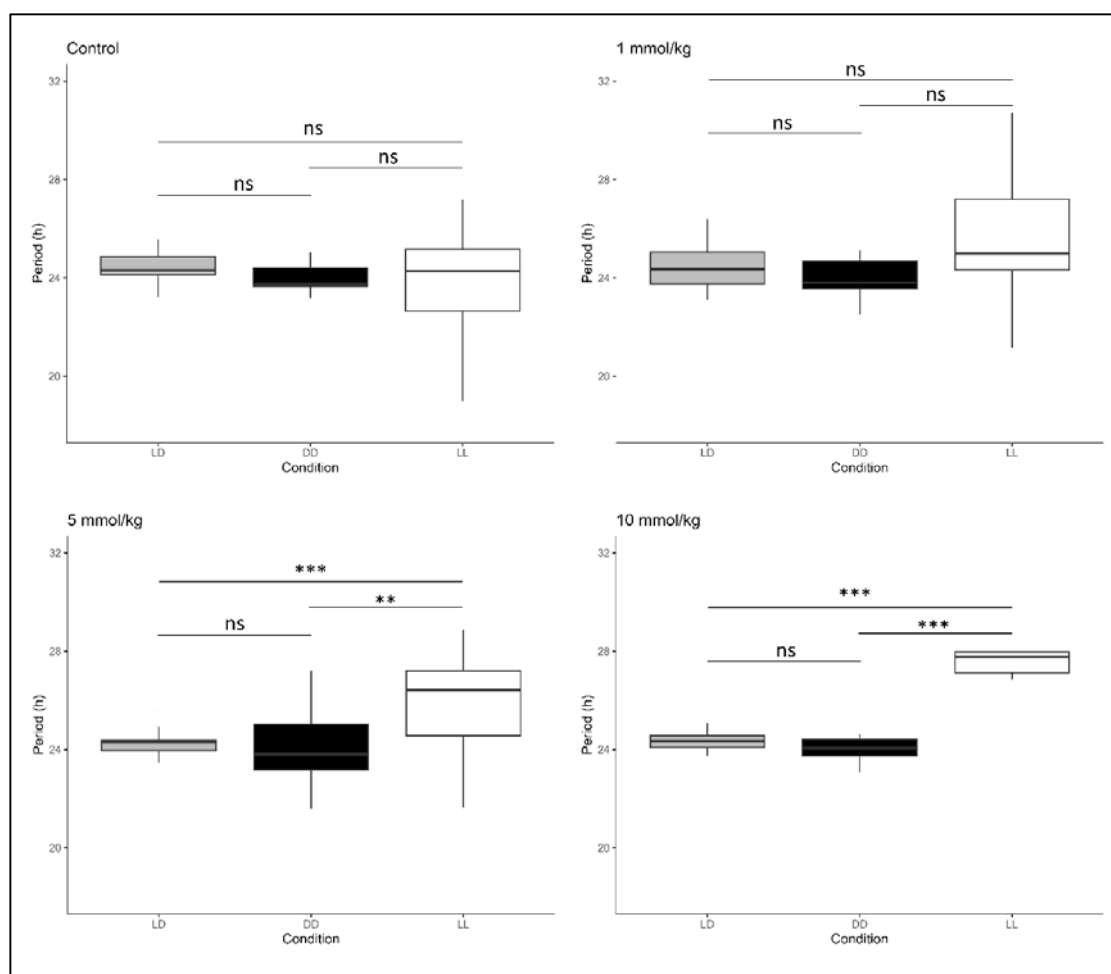 Control
32
28
24
20
Period (h)
ns
ns
ns
LD
DD
LL
Condition
1 mmol/kg
32
28
24
20
Period (h)
ns
ns
ns
LD
DD
LL
Condition
5 mmol/kg
32
28
24
20
Period (h)
***
**
ns
LD
DD
LL
Condition
10 mmol/kg
32
28
24
20
Period (h)
***
***
ns
LD
DD
LL
Condition